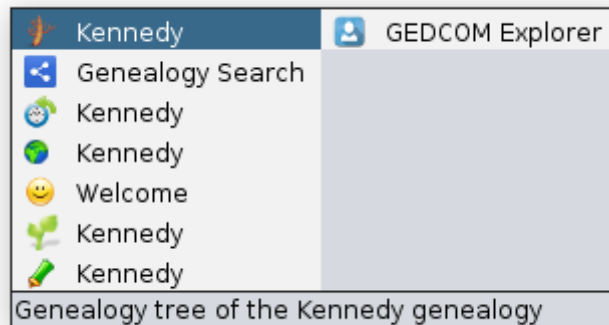 Kennedy
GEDCOM Explorer
Genealogy Search
Kennedy
Kennedy
Welcome
Kennedy
Kennedy
Genealogy tree of the Kennedy genealogy